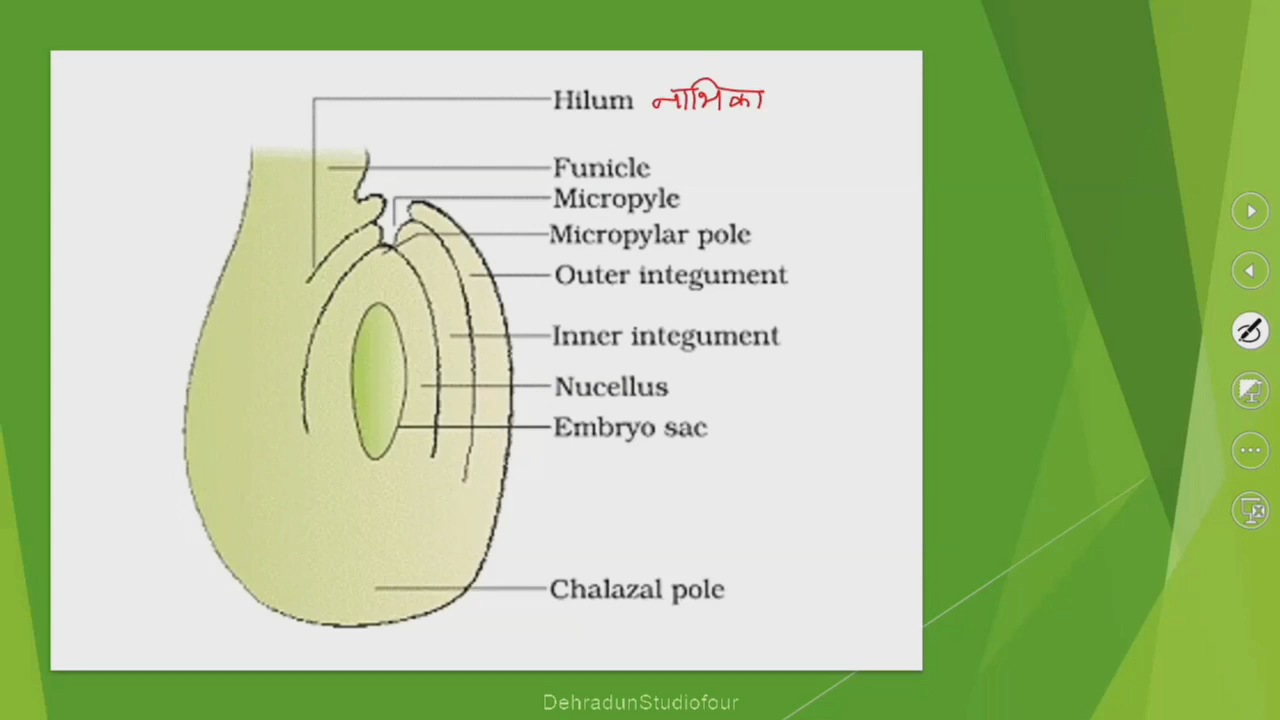 Hilum नाभिका
Funicle
Micropyle
Micropylar pole
Outer integument
Inner integument
Nucellus
Embryo sac
Chalazal pole
DehradunStudiofour